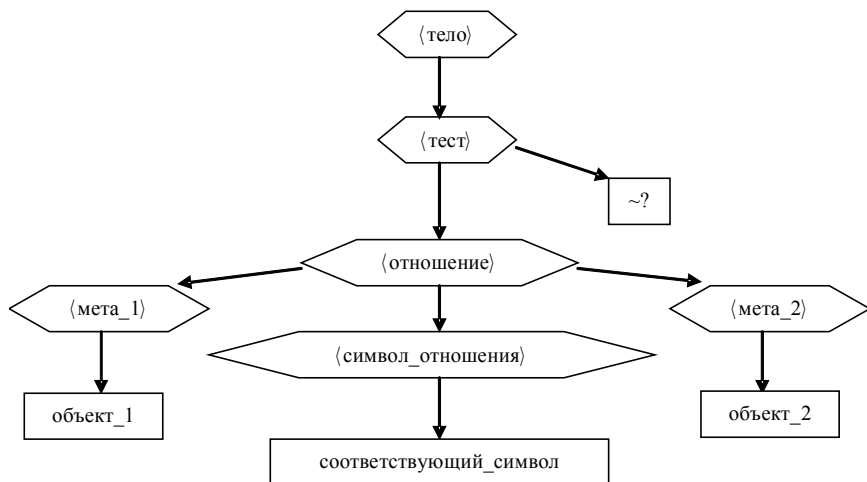 ⟨тело⟩
⟨тест⟩
~?
⟨отношение⟩
⟨мета_1⟩
⟨мета_2⟩
⟨символ_отношения⟩
объект_1
объект_2
соответствующий_символ